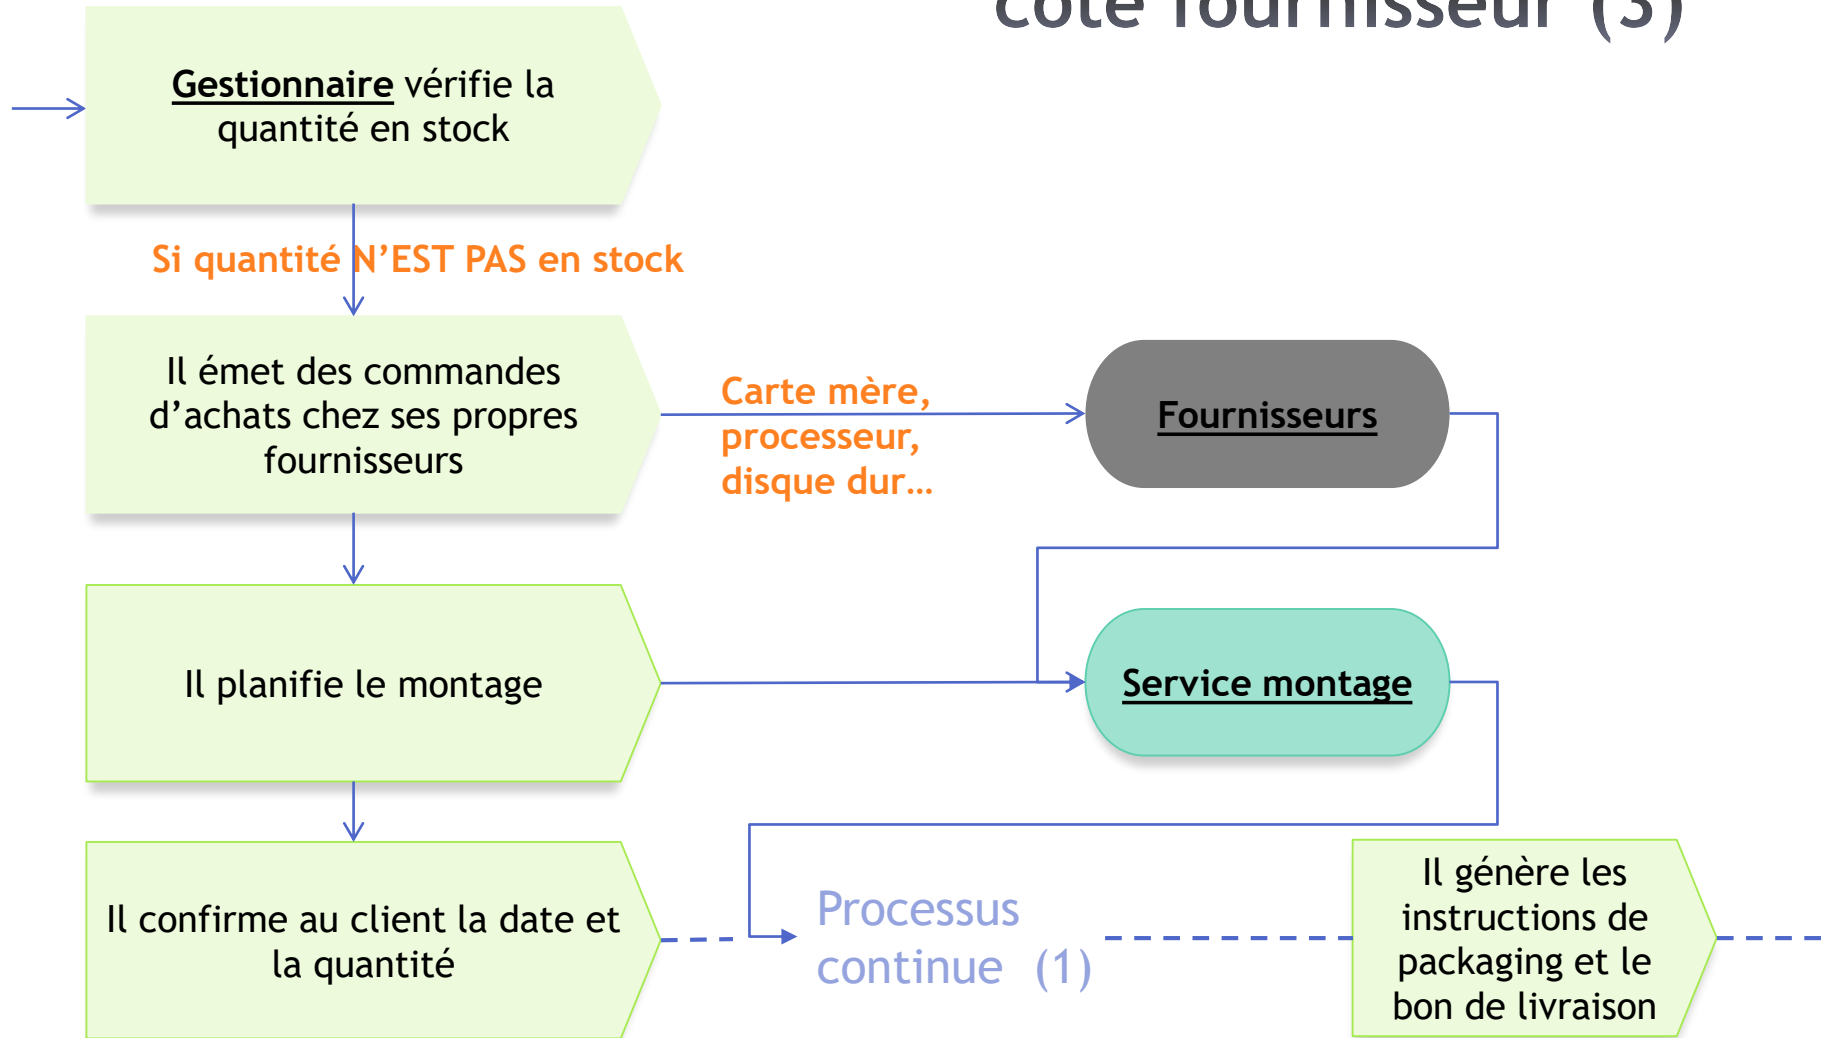 côté fournisseur (3)
Gestionnaire vérifie la
quantité en stock
Si quantité N’EST PAS en stock
Il émet des commandes
d’achats chez ses propres
fournisseurs
Carte mère,
processeur,
disque dur…
Fournisseurs
Il planifie le montage
Service montage
Il confirme au client la date et
la quantité
Processus
continue (1)
Il génère les
instructions de
packaging et le
bon de livraison